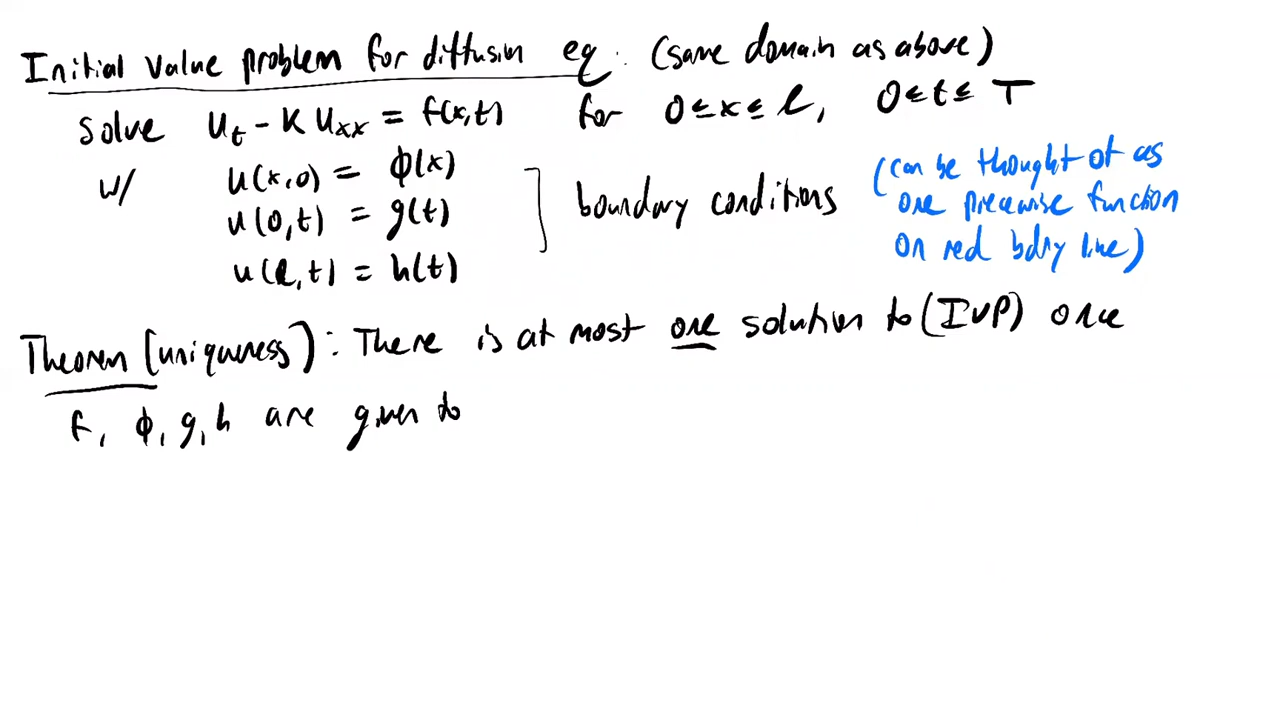 Initial value problem for diffusin eq. (same domain as above)
solve u_t - K u_xx = f(x,t) for 0 ≤ x ≤ l, 0 ≤ t ≤ T
w/ u(x,0) = ϕ(x)
u(0,t) = g(t)
u(l,t) = h(t)
boundary conditions
(can be thought of as
one piecewise function
on red bdry line)
Theorem (uniqueness): There is at most one solution to (IVP) once
f, ϕ, g, h are given to